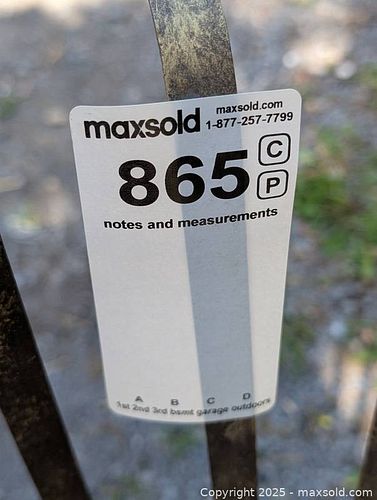 maxsold maxsold.com
1-877-257-7799
865 C
P
notes and measurements
A B C D
1st 2nd 3rd bsmt garage outdoors
Copyright 2025 - maxsold.com